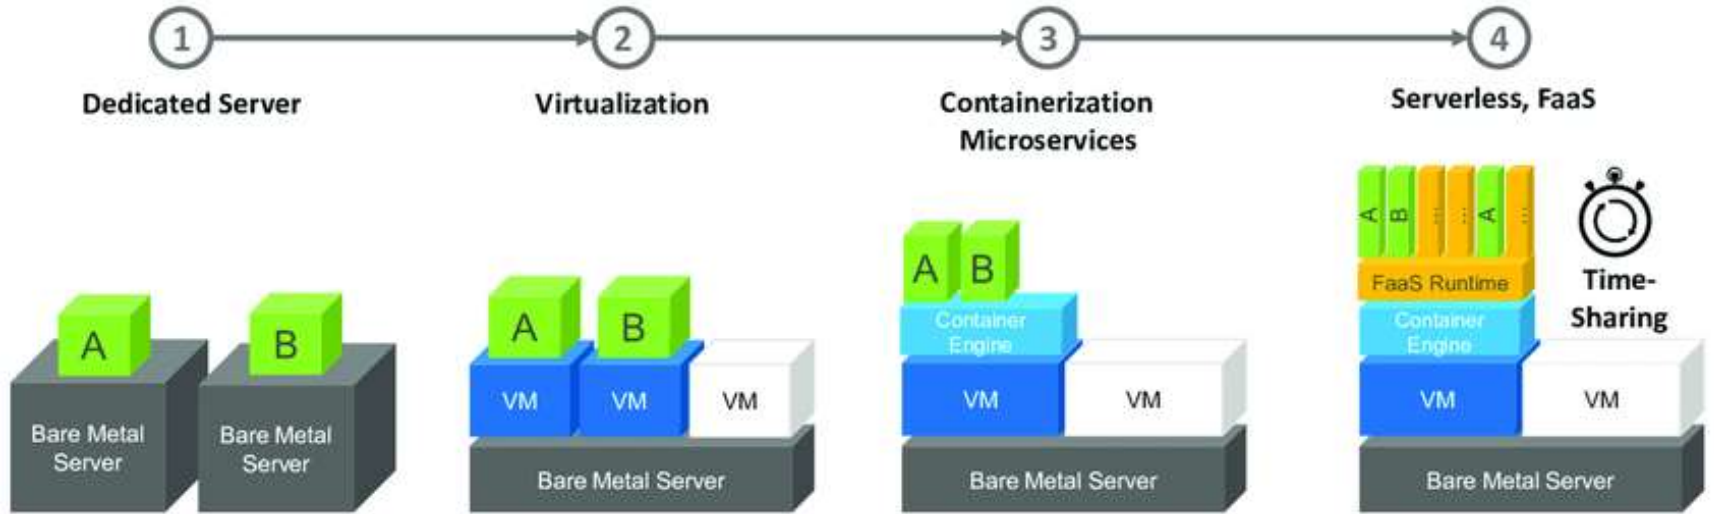 1
2
3
4
Dedicated Server
Virtualization
Containerization
Microservices
Serverless, FaaS
A
B
Bare Metal
Server
Bare Metal
Server
A
B
VM
VM
VM
Bare Metal Server
A
B
Container
Engine
VM
VM
Bare Metal Server
A
B
...
...
A
...
FaaS Runtime
Container
Engine
VM
VM
Bare Metal Server
Time-
Sharing